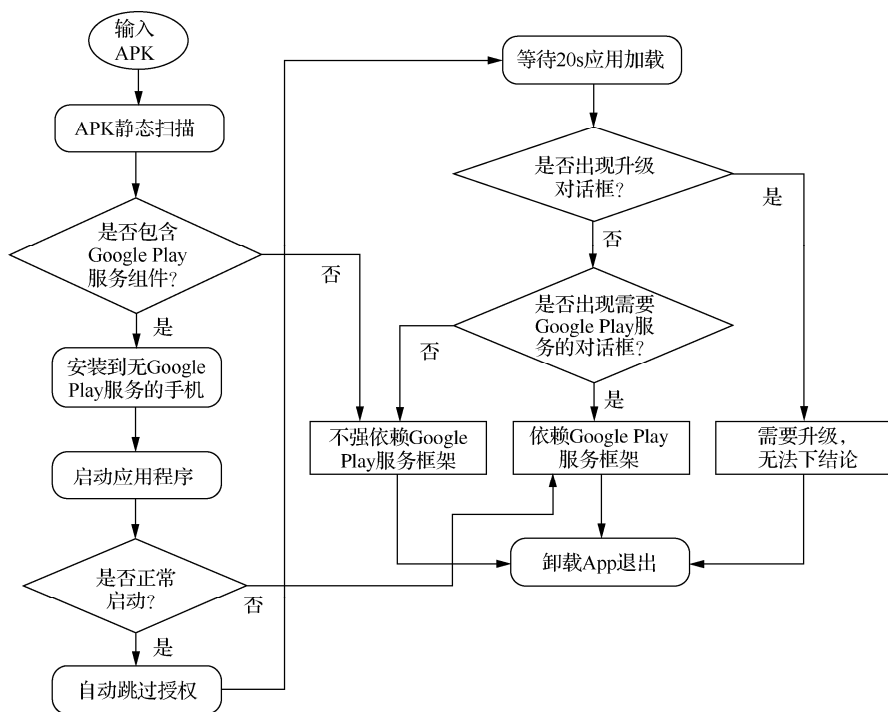 输入
APK
APK静态扫描
是否包含
Google Play
服务组件？
否
是
安装到无Google
Play服务的手机
启动应用程序
是否正常
启动？
否
是
自动跳过授权
等待20s应用加载
是否出现升级
对话框？
是
否
是否出现需要
Google Play服
务的对话框？
否
是
不强依赖Google
Play服务框架
依赖Google Play
服务框架
需要升级，
无法下结论
卸载App退出